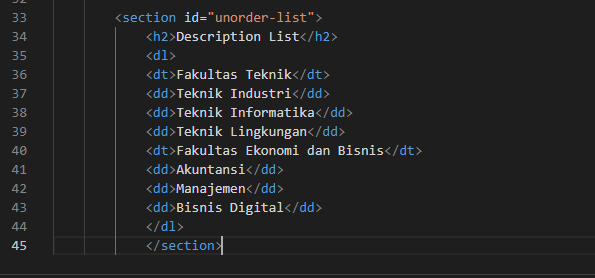 33 <section id="unorder-list">
34 <h2>Description List</h2>
35 <dl>
36 <dt>Fakultas Teknik</dt>
37 <dd>Teknik Industri</dd>
38 <dd>Teknik Informatika</dd>
39 <dd>Teknik Lingkungan</dd>
40 <dt>Fakultas Ekonomi dan Bisnis</dt>
41 <dd>Akuntansi</dd>
42 <dd>Manajemen</dd>
43 <dd>Bisnis Digital</dd>
44 </dl>
45 </section>